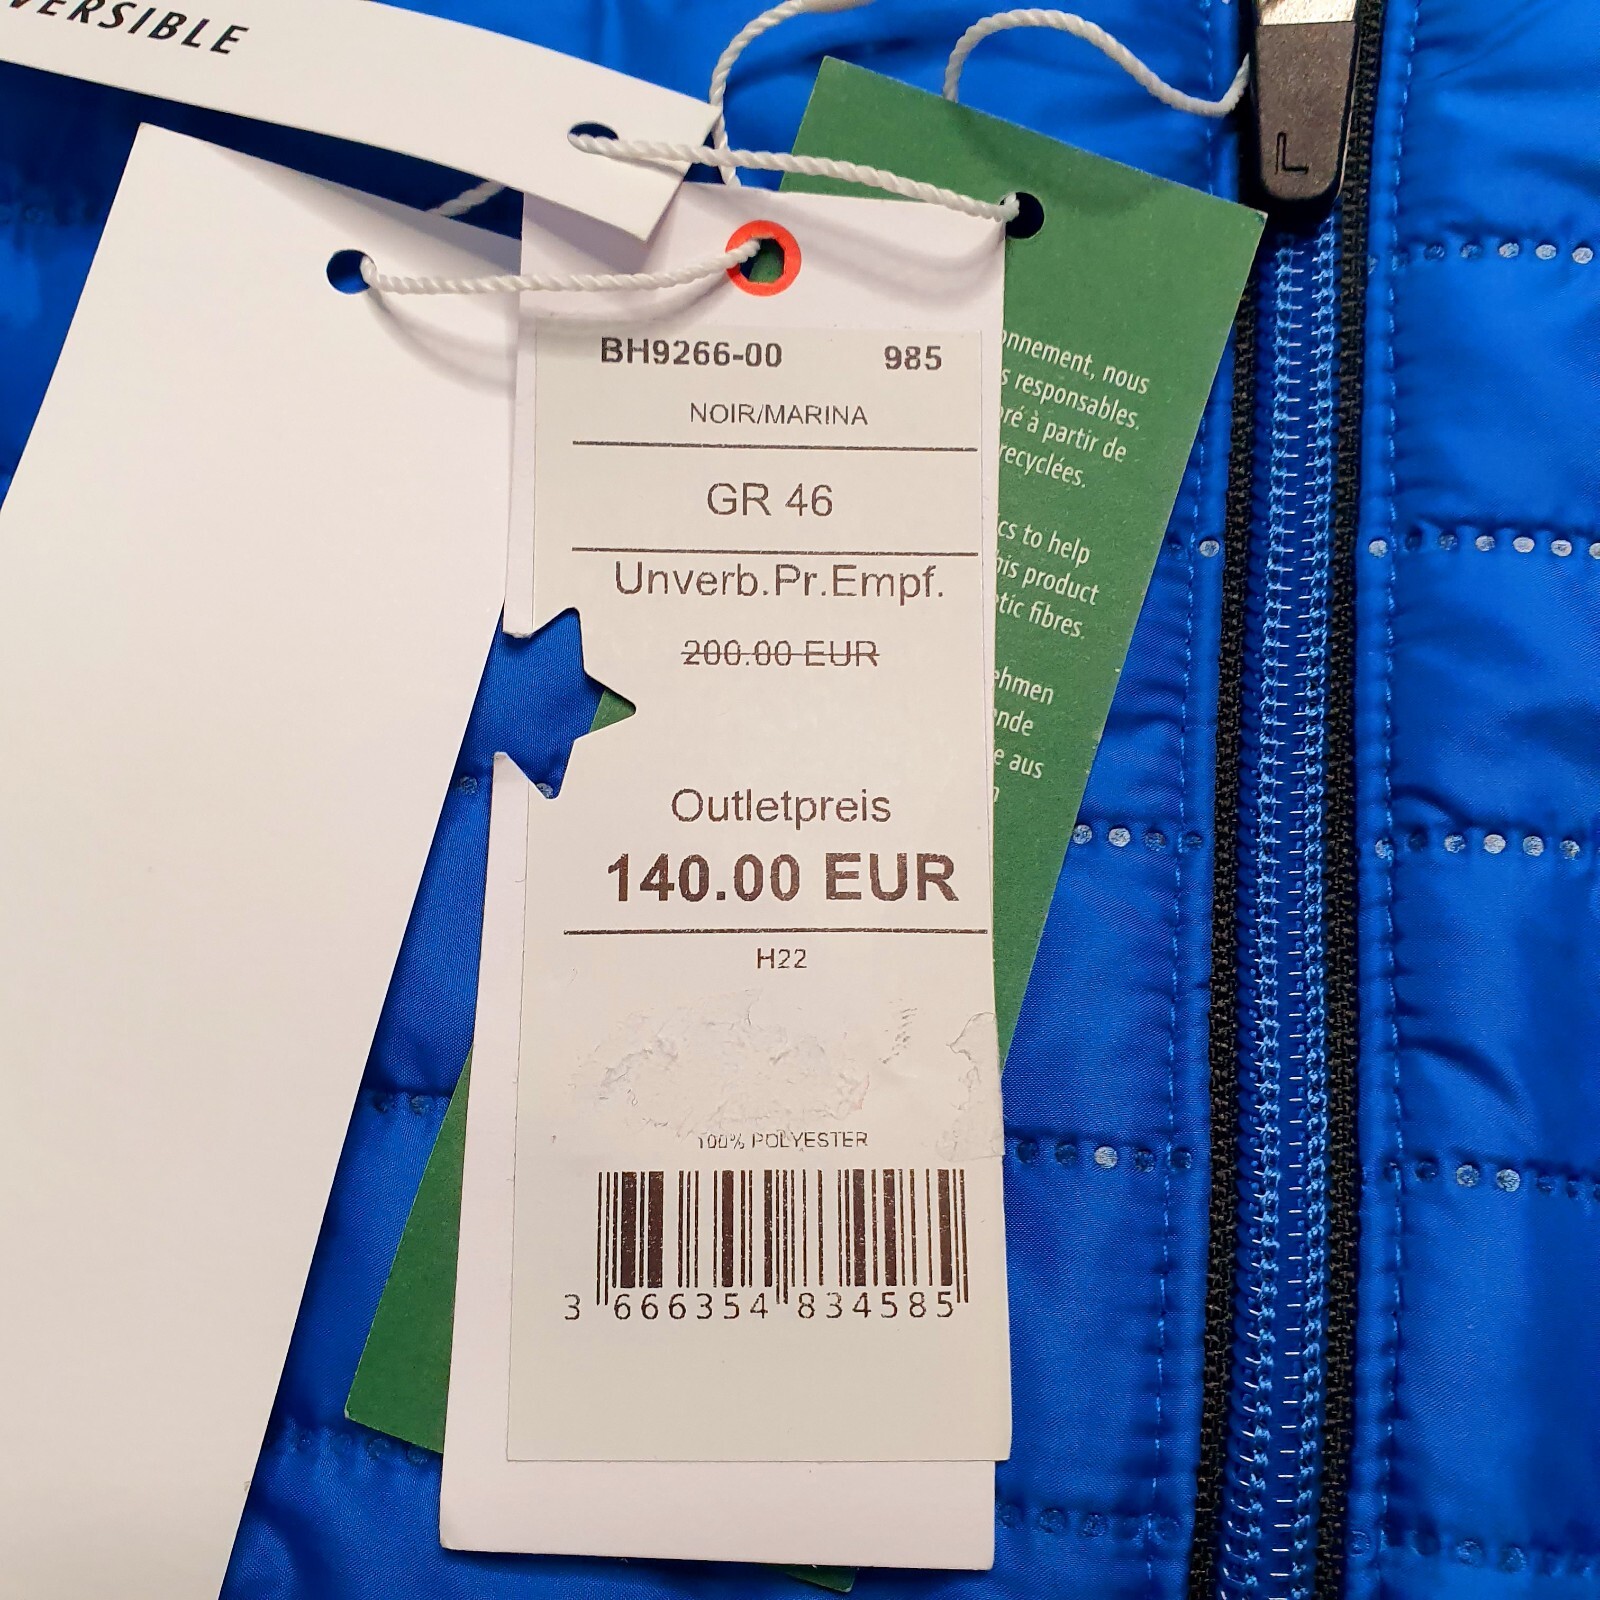 VERSIBLE
BH9266-00 985
NOIR/MARINA
GR 46
Unverb.Pr.Empf.
200.00 EUR
Outletpreis
140.00 EUR
H22
100% POLYESTER
3 666354 834585
onnement, nous
s responsables.
ré à partir de
recyclées.
cs to help
his product
tic fibres.
ehmen
ende
e aus
n
L